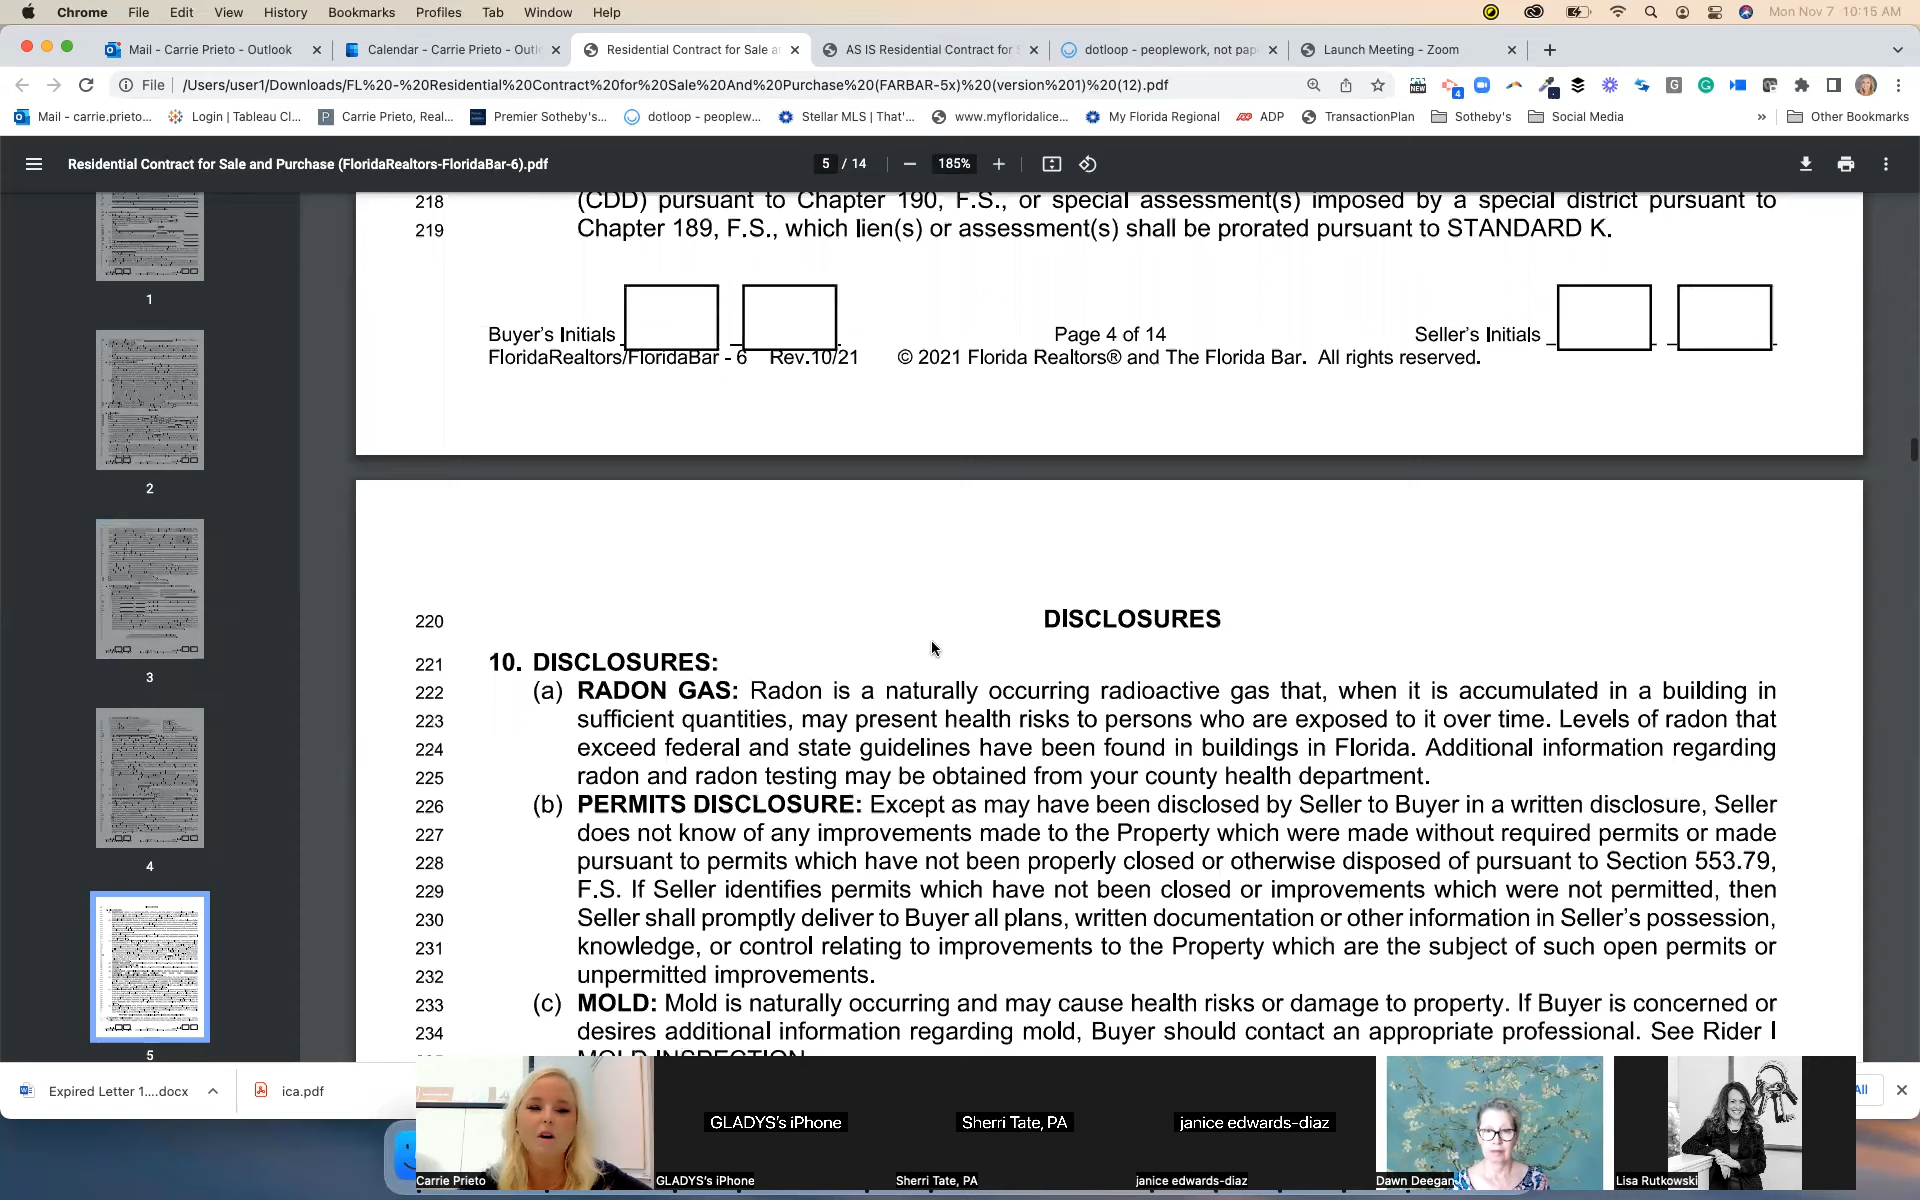 Chrome File Edit View History Bookmarks Profiles Tab Window Help Mon Nov 7 10:15 AM
Mail - Carrie Prieto - Outlook Calendar - Carrie Prieto - Outl Residential Contract for Sale a AS IS Residential Contract for S dotloop - peoplework, not pap Launch Meeting - Zoom
File /Users/user1/Downloads/FL%20-%20Residential%20Contract%20for%20Sale%20And%20Purchase%20(FARBAR-5x)%20(version%201)%20(12).pdf
NEW 4 G
Mail - carrie.prieto... Login | Tableau Cl... Carrie Prieto, Real... Premier Sotheby's... dotloop - peoplew... Stellar MLS | That'... www.myfloridalice... My Florida Regional ADP TransactionPlan Sotheby's Social Media » Other Bookmarks
Residential Contract for Sale and Purchase (FloridaRealtors-FloridaBar-6).pdf 5 / 14 185%
1
2
3
4
5
218 (CDD) pursuant to Chapter 190, F.S., or special assessment(s) imposed by a special district pursuant to
219 Chapter 189, F.S., which lien(s) or assessment(s) shall be prorated pursuant to STANDARD K.
Buyer's Initials Page 4 of 14 Seller's Initials
FloridaRealtors/FloridaBar - 6 Rev.10/21 © 2021 Florida Realtors® and The Florida Bar. All rights reserved.
220 DISCLOSURES
221 10. DISCLOSURES:
222 (a) RADON GAS: Radon is a naturally occurring radioactive gas that, when it is accumulated in a building in
223 sufficient quantities, may present health risks to persons who are exposed to it over time. Levels of radon that
224 exceed federal and state guidelines have been found in buildings in Florida. Additional information regarding
225 radon and radon testing may be obtained from your county health department.
226 (b) PERMITS DISCLOSURE: Except as may have been disclosed by Seller to Buyer in a written disclosure, Seller
227 does not know of any improvements made to the Property which were made without required permits or made
228 pursuant to permits which have not been properly closed or otherwise disposed of pursuant to Section 553.79,
229 F.S. If Seller identifies permits which have not been closed or improvements which were not permitted, then
230 Seller shall promptly deliver to Buyer all plans, written documentation or other information in Seller's possession,
231 knowledge, or control relating to improvements to the Property which are the subject of such open permits or
232 unpermitted improvements.
233 (c) MOLD: Mold is naturally occurring and may cause health risks or damage to property. If Buyer is concerned or
234 desires additional information regarding mold, Buyer should contact an appropriate professional. See Rider I
MOLD INSPECTION
Expired Letter 1....docx ica.pdf All
GLADYS's iPhone Sherri Tate, PA janice edwards-diaz
Carrie Prieto GLADYS's iPhone Sherri Tate, PA janice edwards-diaz Dawn Deegan Lisa Rutkowski